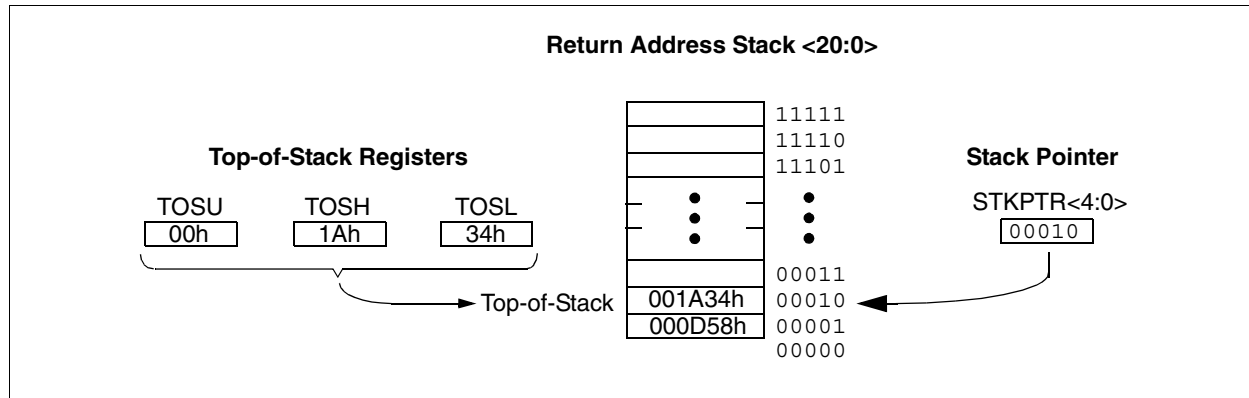 Return Address Stack <20:0>
Top-of-Stack Registers
TOSU TOSH TOSL
00h 1Ah 34h
Top-of-Stack
001A34h
000D58h
11111
11110
11101
00011
00010
00001
00000
Stack Pointer
STKPTR<4:0>
00010